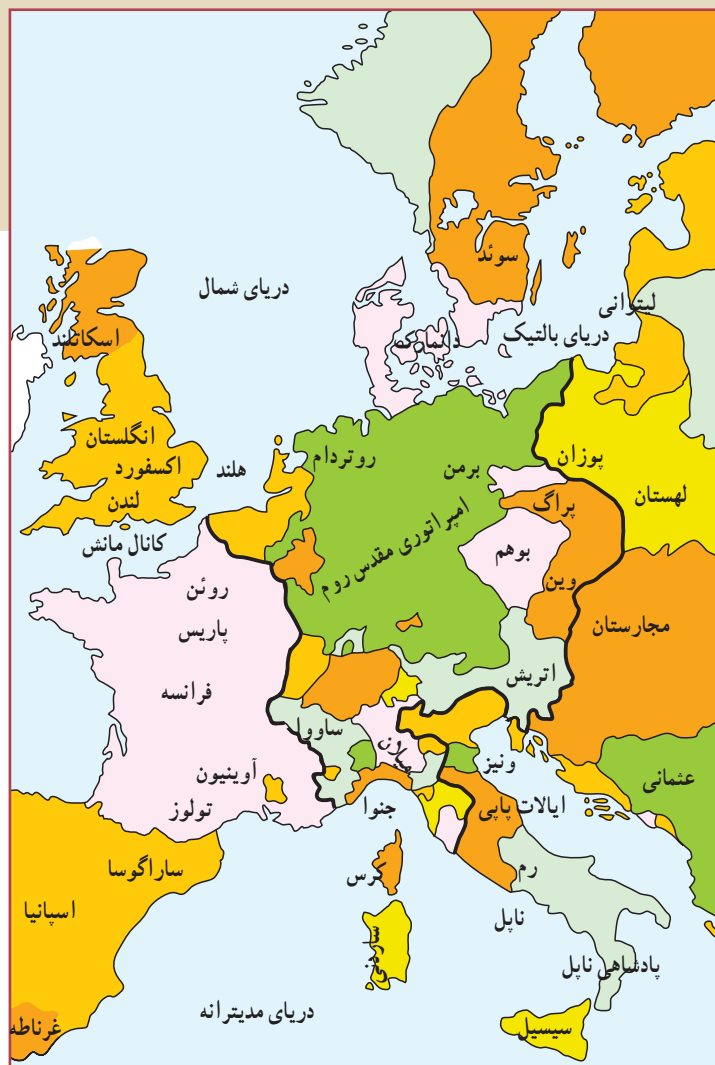 سوئد
دریای شمال
لیتوانی
اسکاتلند
دانمارک
دریای بالتیک
انگلستان
اکسفورد
لندن
هلند
روتردام
برمن
پوزان
لهستان
پراگ
امپراتوری مقدس روم
کانال مانش
بوهم
وین
روئن
پاریس
مجارستان
فرانسه
اتریش
ساووا
میلان
ونیز
عثمانی
آوینیون
تولوز
جنوا
ایالات پاپی
ساراگوسا
کرس
رم
اسپانیا
ناپل
ساردنی
پادشاهی ناپل
دریای مدیترانه
غرناطه
سیسیل